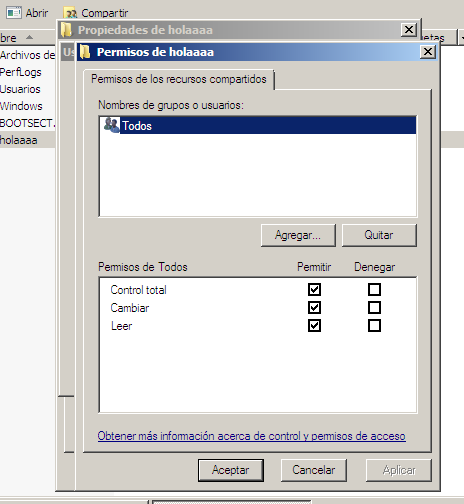 Abrir Compartir
Propiedades de holaaaa
bre
etas
Us
Permisos de holaaaa
Archivos de
PerfLogs
Usuarios
Windows
BOOTSECT.
holaaaa
Permisos de los recursos compartidos
Nombres de grupos o usuarios:
Todos
Agregar... Quitar
Permisos de Todos Permitir Denegar
Control total
Cambiar
Leer
Obtener más información acerca de control y permisos de acceso
Aceptar Cancelar Aplicar